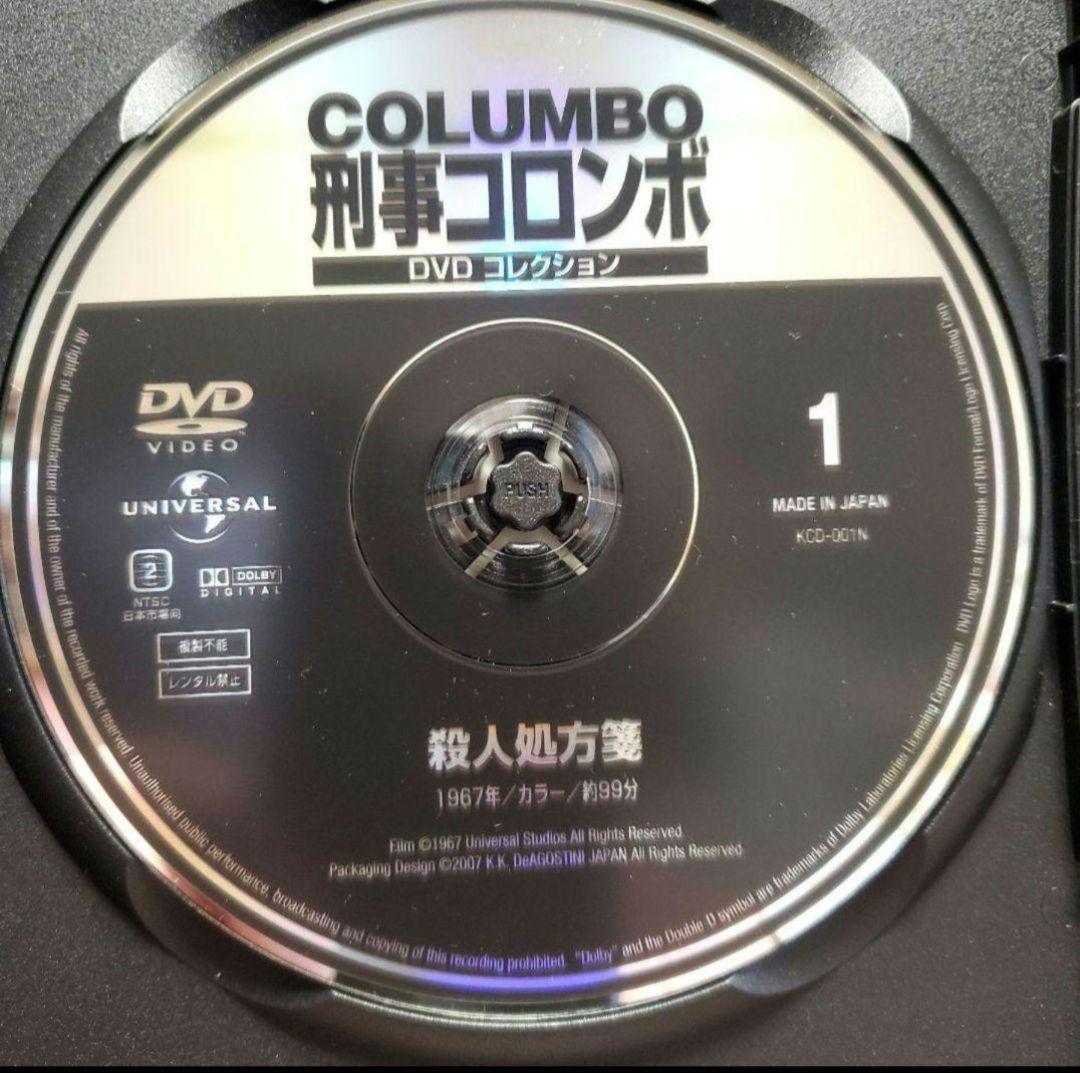 COLUMBO
刑事コロンボ
DVD コレクション
DVD
VIDEO
UNIVERSAL
2
NTSC
日本市場向
DOLBY
DIGITAL
複製不能
レンタル禁止
PUSH
1
MADE IN JAPAN
KCD-001N
殺人処方箋
1967年/カラー/約99分
Film ©1967 Universal Studios.All Rights Reserved.
Packaging Design ©2007 K.K. DeAGOSTINI JAPAN All Rights Reserved.
All rights of the manufacturer and of the owner of the recorded work reserved. Unauthorised public performance, broadcasting and copying of this recording prohibited. "Dolby" and the Double-D symbol are trademarks of Dolby Laboratories Licensing Corporation. DVD Logo is a trademark of DVD Format/Logo Licensing Corp.